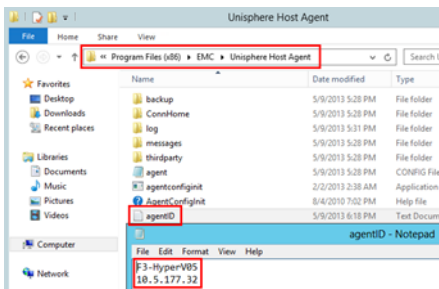 Unisphere Host Agent
File Home Share View
« Program Files (x86) ▸ EMC ▸ Unisphere Host Agent
Search
Name Date modified Type
Favorites
Desktop
Downloads
Recent places
Libraries
Documents
Music
Pictures
Videos
Computer
Network
backup 5/9/2013 5:28 PM File folder
ConnHome 5/9/2013 5:28 PM File folder
log 5/9/2013 5:31 PM File folder
messages 5/9/2013 5:28 PM File folder
thirdparty 5/9/2013 5:28 PM File folder
agent 5/9/2013 5:28 PM CONFIG File
agentconfiginit 2/2/2013 2:38 AM Application
AgentConfigInit 8/4/2010 7:02 PM Help file
agentID 5/9/2013 6:18 PM Text Docum
agentID - Notepad
File Edit Format View Help
F3-HyperV05
10.5.177.32